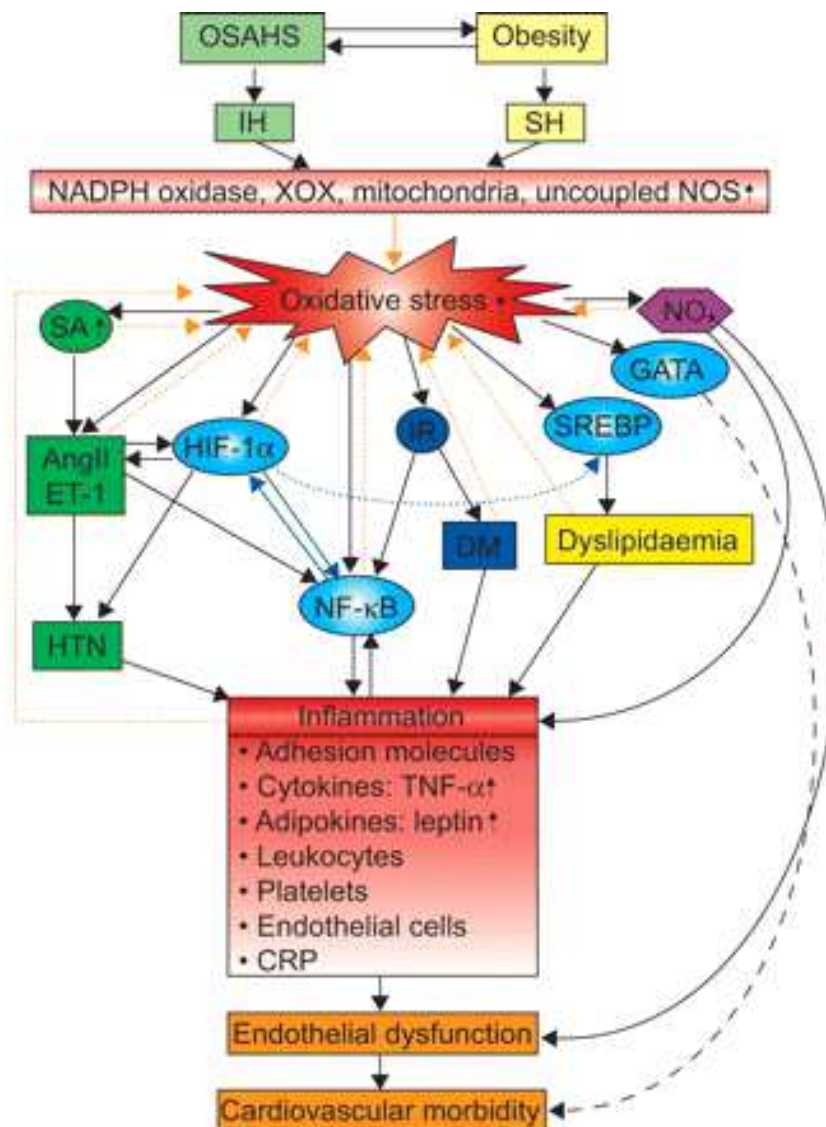 OSAHS
Obesity
IH
SH
NADPH oxidase, XOX, mitochondria, uncoupled NOS↑
Oxidative stress
SA↑
NO↓
GATA
AngII
ET-1
HIF-1α
IR
SREBP
DM
Dyslipidaemia
NF-κB
HTN
Inflammation
• Adhesion molecules
• Cytokines: TNF-α↑
• Adipokines: leptin↑
• Leukocytes
• Platelets
• Endothelial cells
• CRP
Endothelial dysfunction
Cardiovascular morbidity